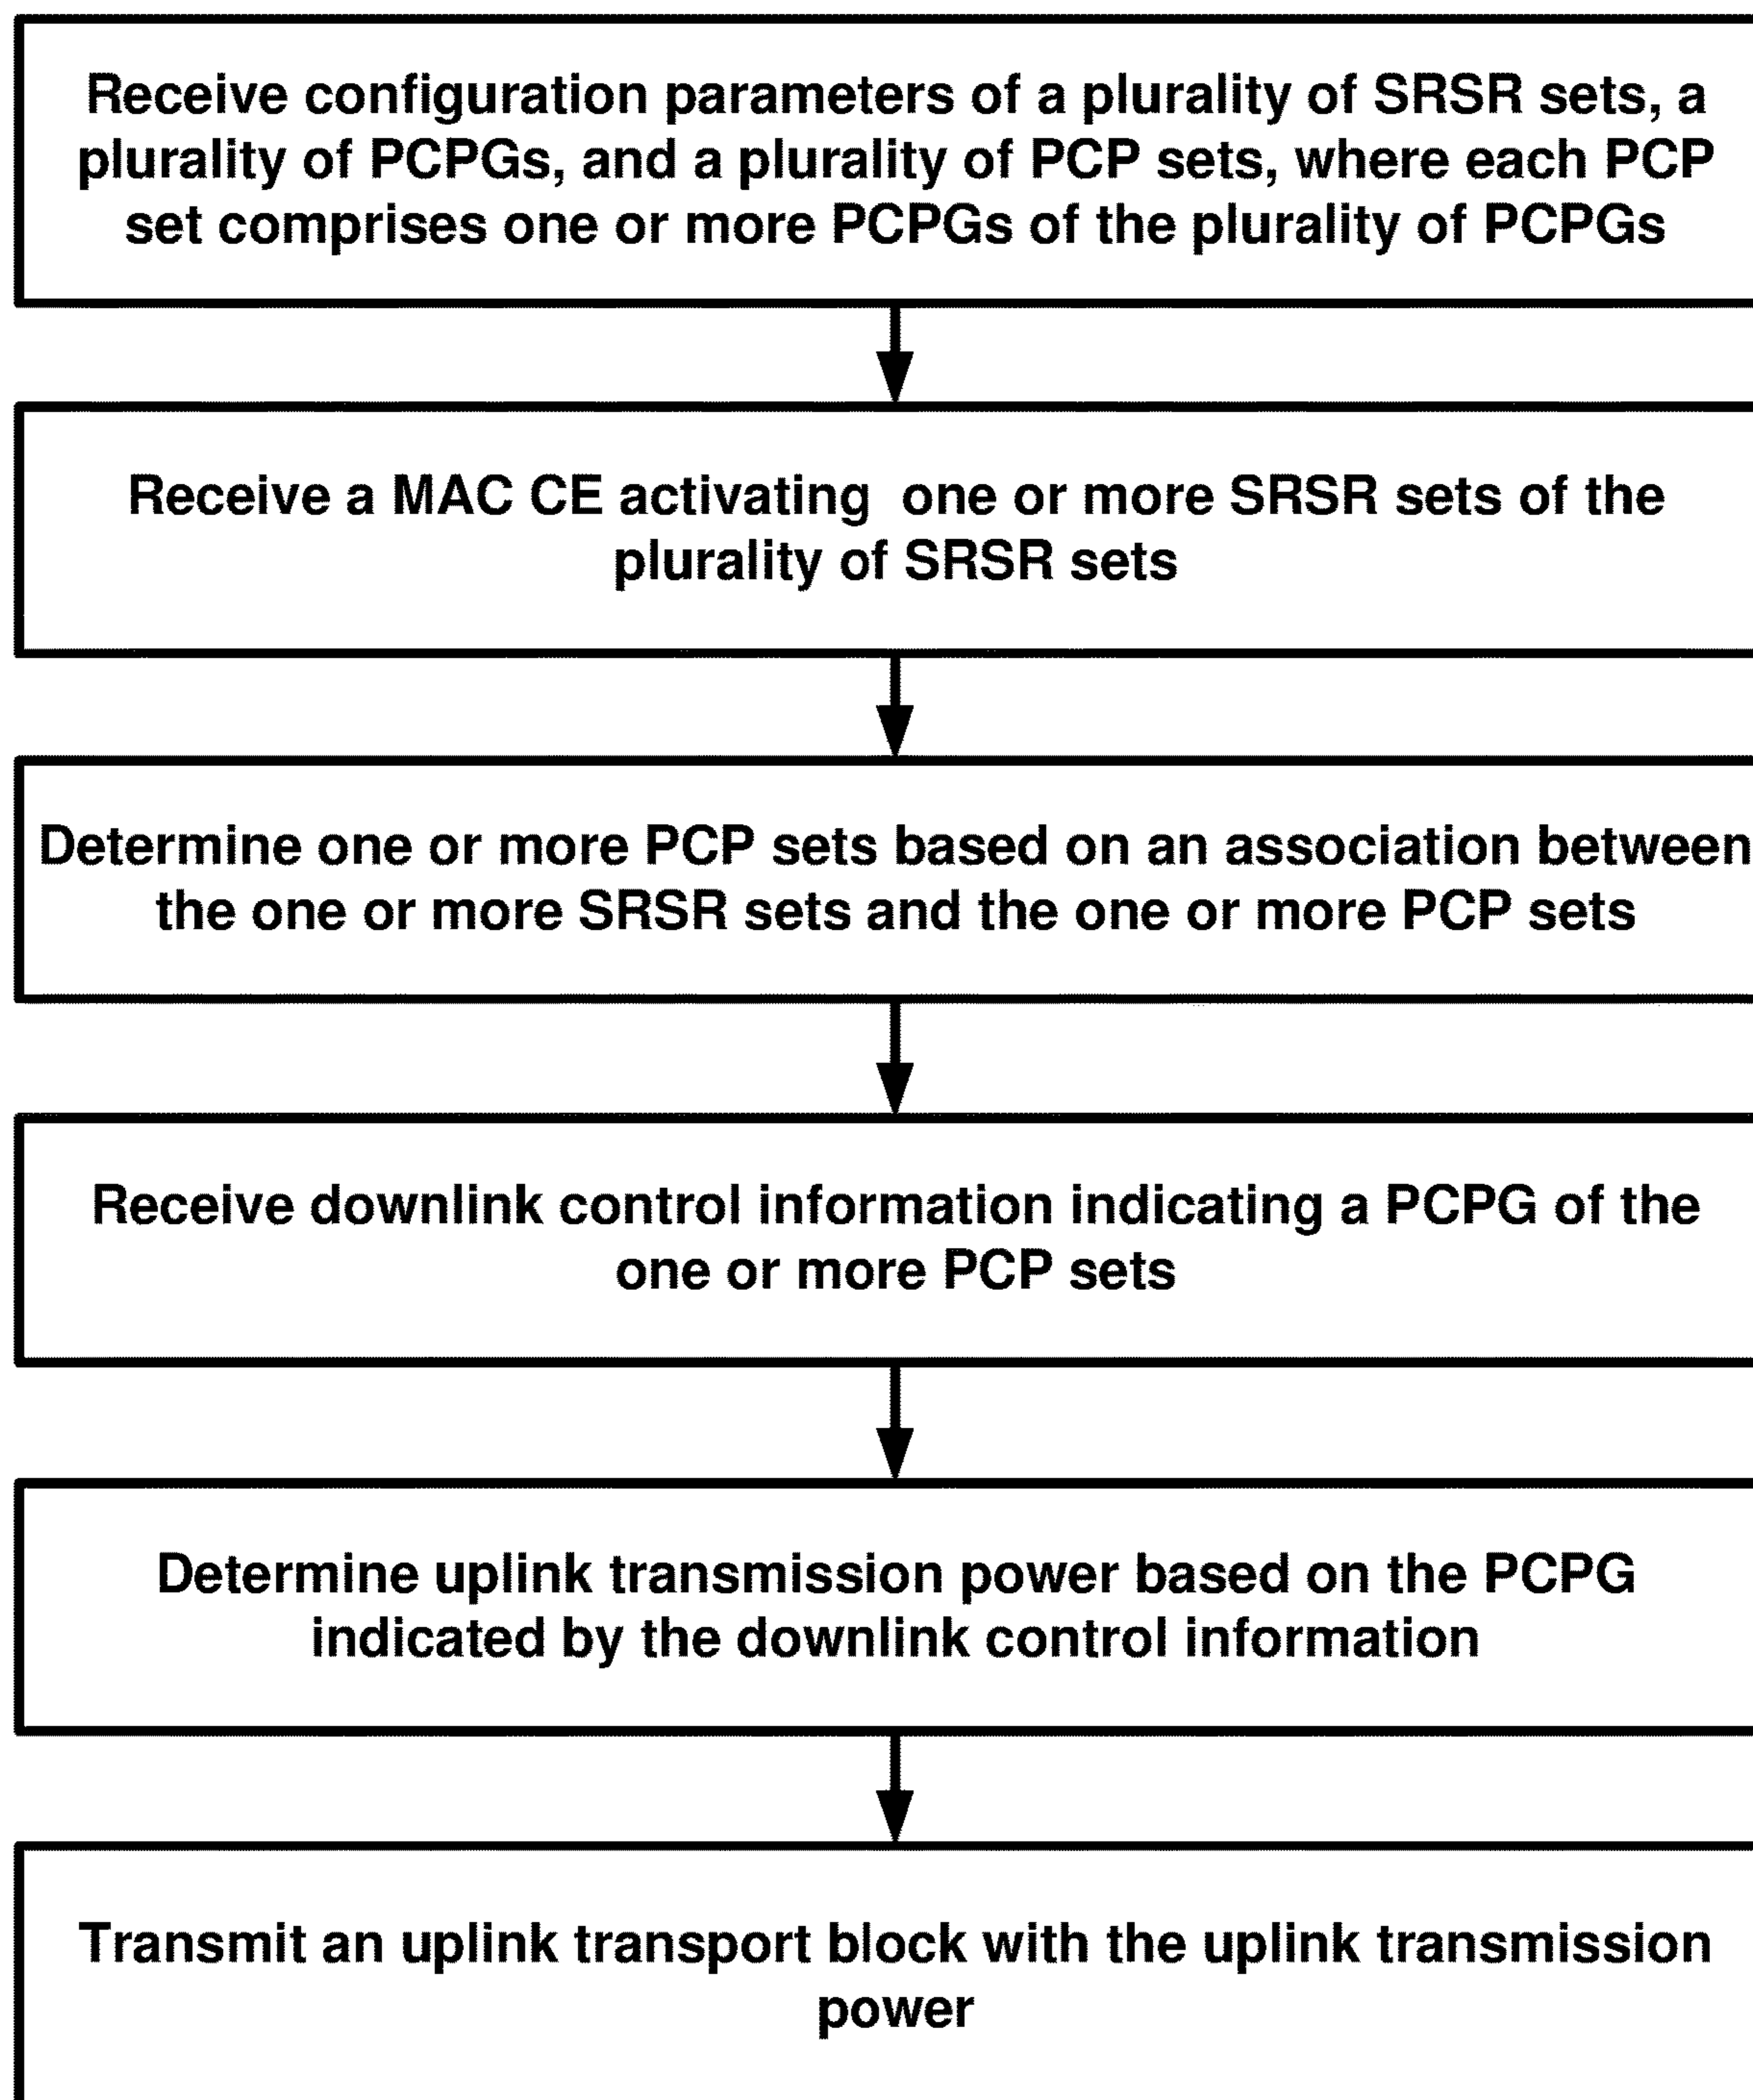 Receive configuration parameters of a plurality of SRSR sets, a
plurality of PCPGs, and a plurality of PCP sets, where each PCP
set comprises one or more PCPGs of the plurality of PCPGs
Receive a MAC CE activating  one or more SRSR sets of the
plurality of SRSR sets
Determine one or more PCP sets based on an association between
the one or more SRSR sets and the one or more PCP sets
Receive downlink control information indicating a PCPG of the
one or more PCP sets
Determine uplink transmission power based on the PCPG
indicated by the downlink control information
Transmit an uplink transport block with the uplink transmission
power